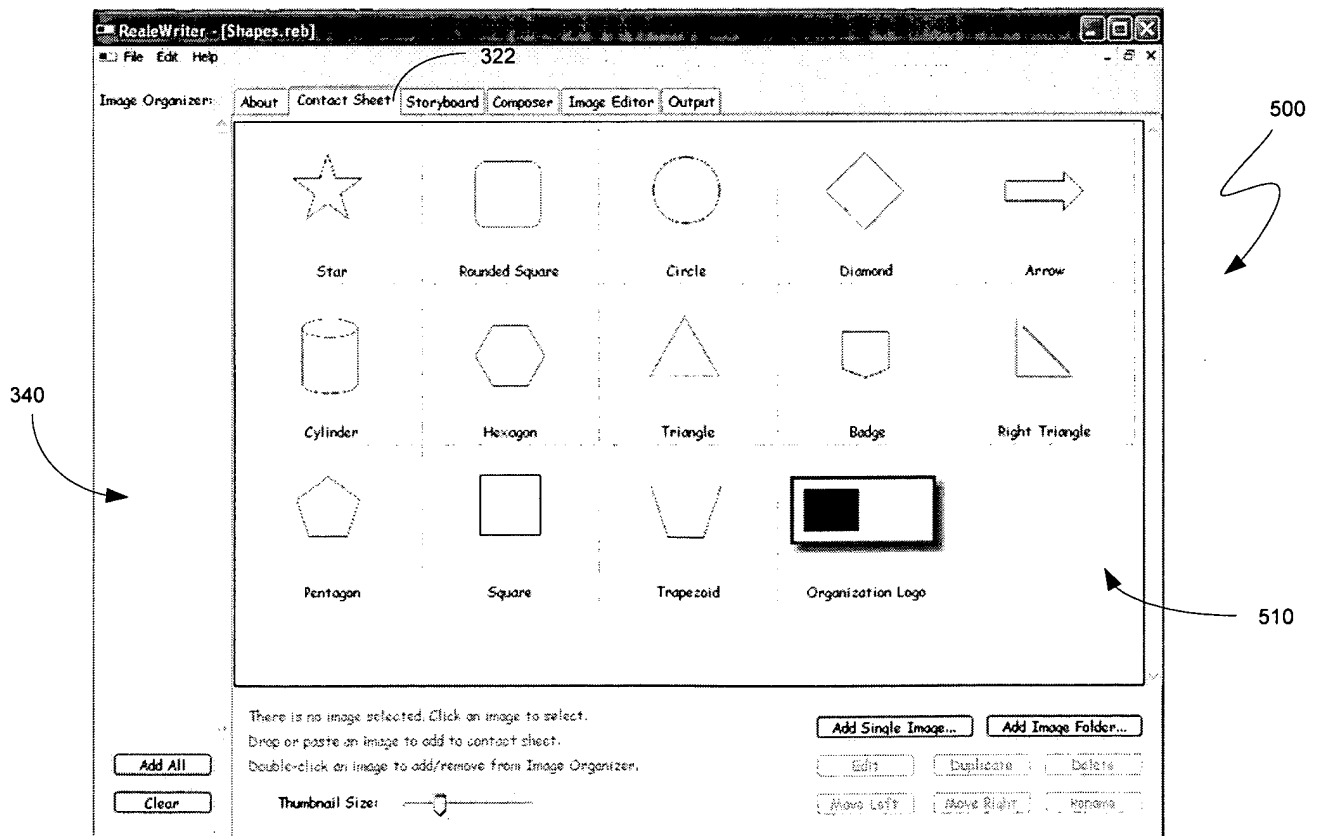 RealeWriter - [Shapes.reb]
File Edit Help
322
Image Organizer:
About Contact Sheet Storyboard Composer Image Editor Output
500
Star Rounded Square Circle Diamond Arrow
340
Cylinder Hexagon Triangle Badge Right Triangle
Pentagon Square Trapezoid Organization Logo
510
There is no image selected. Click an image to select.
Drop or paste an image to add to contact sheet.
Double-click an image to add/remove from Image Organizer.
Add Single Image... Add Image Folder...
Add All
Edit Duplicate Delete
Clear
Thumbnail Size:
Move Left Move Right Rename